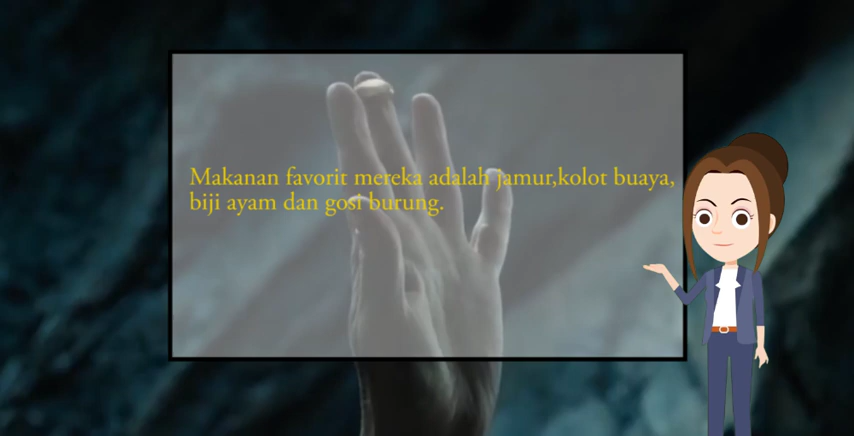 Makanan favorit mereka adalah jamur,kolot buaya,
biji ayam dan gosi burung.